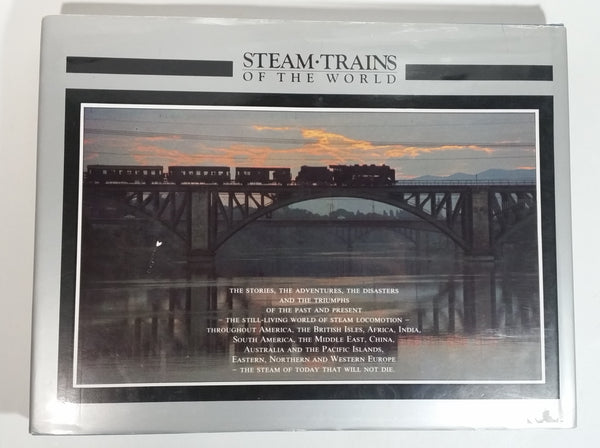 STEAM·TRAINS
OF THE WORLD
THE STORIES, THE ADVENTURES, THE DISASTERS
AND THE TRIUMPHS
OF THE PAST AND PRESENT
– THE STILL-LIVING WORLD OF STEAM LOCOMOTION –
THROUGHOUT AMERICA, THE BRITISH ISLES, AFRICA, INDIA,
SOUTH AMERICA, THE MIDDLE EAST, CHINA,
AUSTRALIA AND THE PACIFIC ISLANDS,
EASTERN, NORTHERN AND WESTERN EUROPE
– THE STEAM OF TODAY THAT WILL NOT DIE.